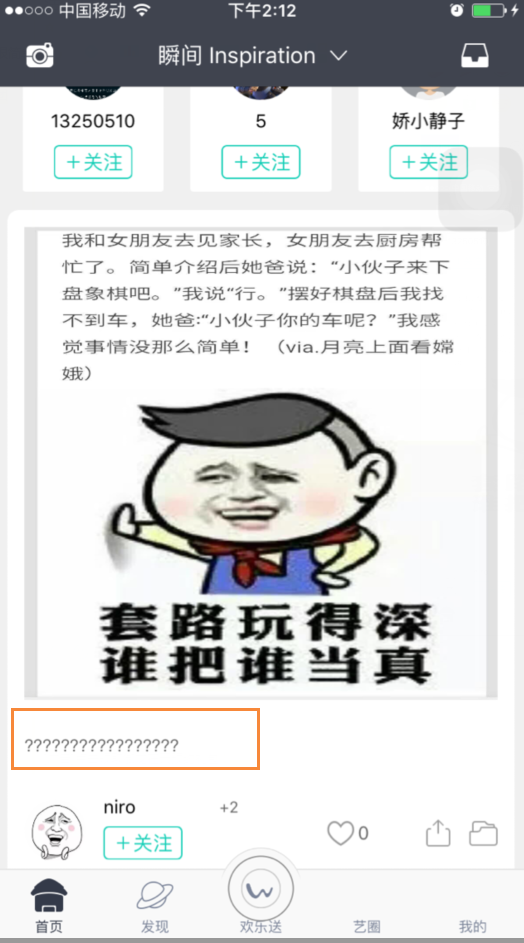 中国移动 下午2:12
瞬间 Inspiration
13250510 5 娇小静子
＋关注 ＋关注 ＋关注
我和女朋友去见家长，女朋友去厨房帮
忙了。简单介绍后她爸说：“小伙子来下
盘象棋吧。”我说“行。”摆好棋盘后我找
不到车，她爸:“小伙子你的车呢？”我感
觉事情没那么简单！（via.月亮上面看嫦
娥）
套路玩得深
谁把谁当真
?????????????????
niro +2
＋关注 0
首页 发现 欢乐送 艺圈 我的